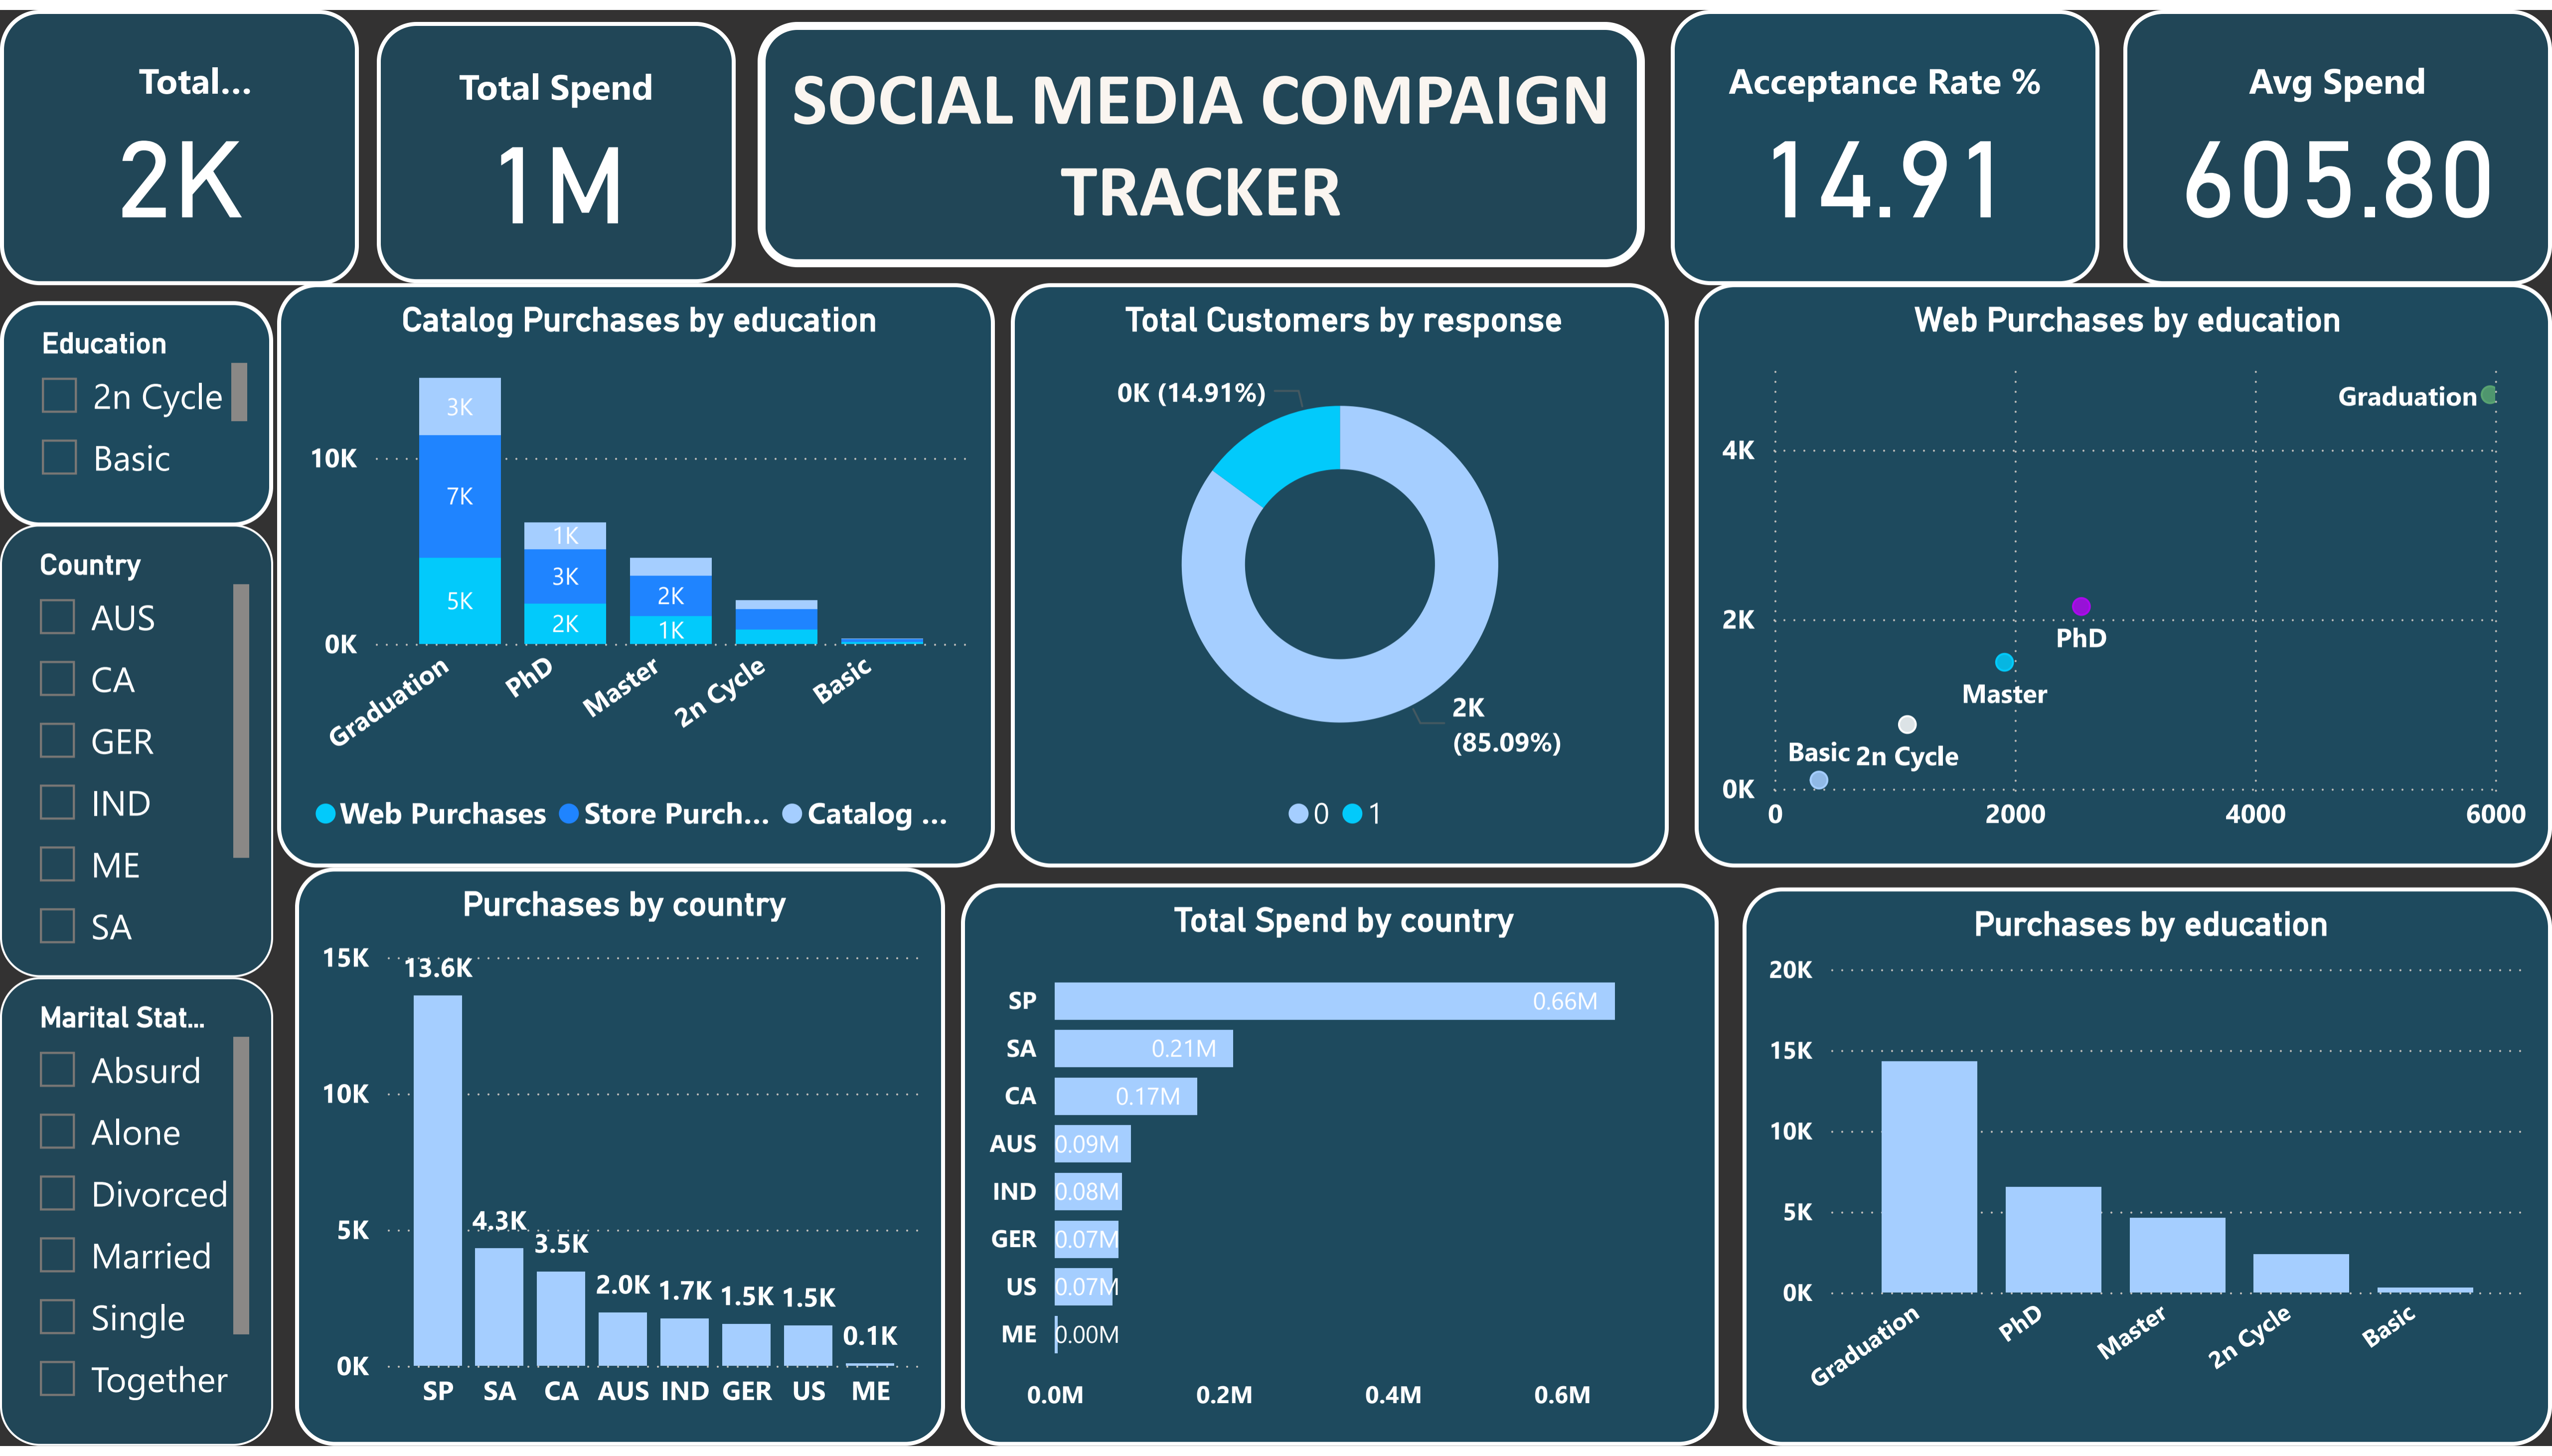 Total...
2K
Total Spend
1M
SOCIAL MEDIA COMPAIGN
TRACKER
Acceptance Rate %
14.91
Avg Spend
605.80
Education
2n Cycle
Basic
Country
AUS
CA
GER
IND
ME
SA
Marital Stat...
Absurd
Alone
Divorced
Married
Single
Together
Catalog Purchases by education
10K
0K
3K
7K
5K
1K
3K
2K
2K
1K
Graduation
PhD
Master
2n Cycle
Basic
Web Purchases
Store Purch...
Catalog ...
Total Customers by response
0K (14.91%)
2K
(85.09%)
0
1
Web Purchases by education
4K
2K
0K
Graduation
PhD
Master
2n Cycle
Basic
0
2000
4000
6000
Purchases by country
15K
10K
5K
0K
13.6K
4.3K
3.5K
2.0K
1.7K
1.5K
1.5K
0.1K
SP
SA
CA
AUS
IND
GER
US
ME
Total Spend by country
SP 0.66M
SA 0.21M
CA 0.17M
AUS 0.09M
IND 0.08M
GER 0.07M
US 0.07M
ME 0.00M
0.0M
0.2M
0.4M
0.6M
Purchases by education
20K
15K
10K
5K
0K
Graduation
PhD
Master
2n Cycle
Basic